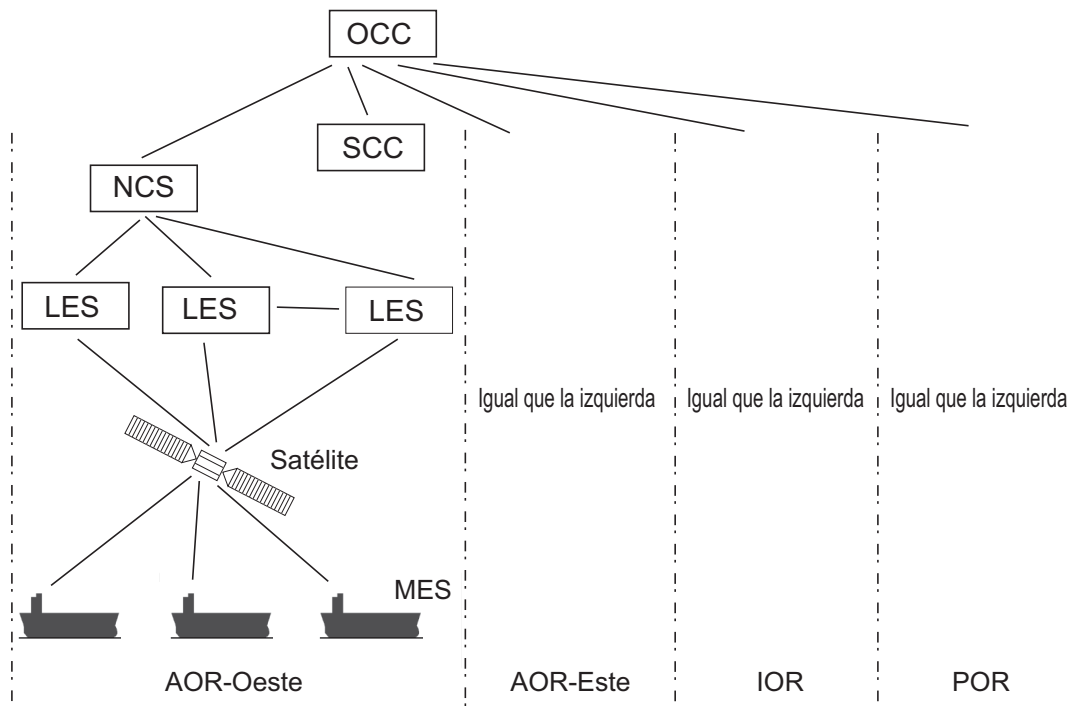 OCC
SCC
NCS
LES
LES
LES
Igual que la izquierda
Igual que la izquierda
Igual que la izquierda
Satélite
MES
AOR-Oeste
AOR-Este
IOR
POR